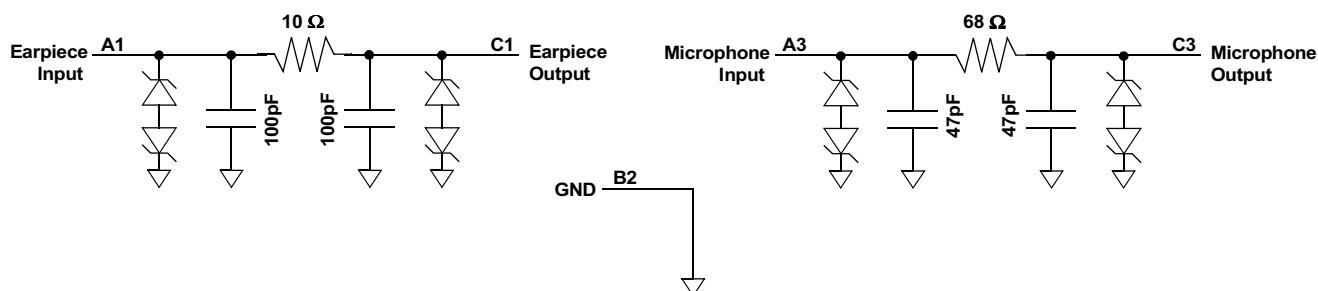 10 Ω
Earpiece
Input
A1
C1
Earpiece
Output
100pF
100pF
68 Ω
Microphone
Input
A3
C3
Microphone
Output
47pF
47pF
GND
B2